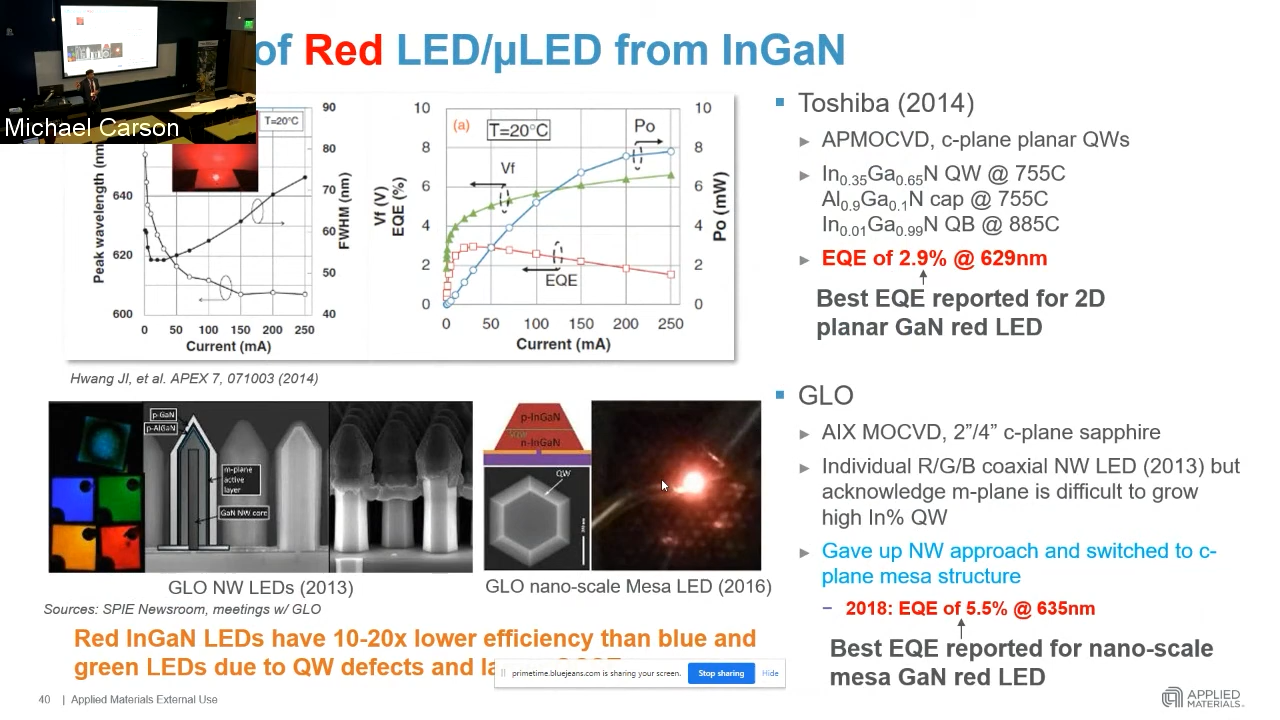 of Red LED/μLED from InGaN
Michael Carson
T=20°C
Peak wavelength (nm
640
620
600
90
80
70
60
50
40
FWHM (nm)
0 50 100 150 200 250
Current (mA)
(a)
T=20°C
Po
Vf
EQE
Vf (V)
EQE (%)
10
8
6
4
2
0
10
8
6
4
2
0
Po (mW)
0 50 100 150 200 250
Current (mA)
Hwang JI, et al. APEX 7, 071003 (2014)
Toshiba (2014)
APMOCVD, c-plane planar QWs
In0.35Ga0.65N QW @ 755C
Al0.9Ga0.1N cap @ 755C
In0.01Ga0.99N QB @ 885C
EQE of 2.9% @ 629nm
Best EQE reported for 2D
planar GaN red LED
p-GaN
p-AlGaN
m-plane
active
layer
GaN NW core
p-InGaN
n-InGaN
QW
GLO NW LEDs (2013)
GLO nano-scale Mesa LED (2016)
Sources: SPIE Newsroom, meetings w/ GLO
GLO
AIX MOCVD, 2”/4” c-plane sapphire
Individual R/G/B coaxial NW LED (2013) but
acknowledge m-plane is difficult to grow
high In% QW
Gave up NW approach and switched to c-
plane mesa structure
2018: EQE of 5.5% @ 635nm
Best EQE reported for nano-scale
mesa GaN red LED
Red InGaN LEDs have 10-20x lower efficiency than blue and
green LEDs due to QW defects and
primetime.bluejeans.com is sharing your screen.
Stop sharing
Hide
40 | Applied Materials External Use
APPLIED
MATERIALS